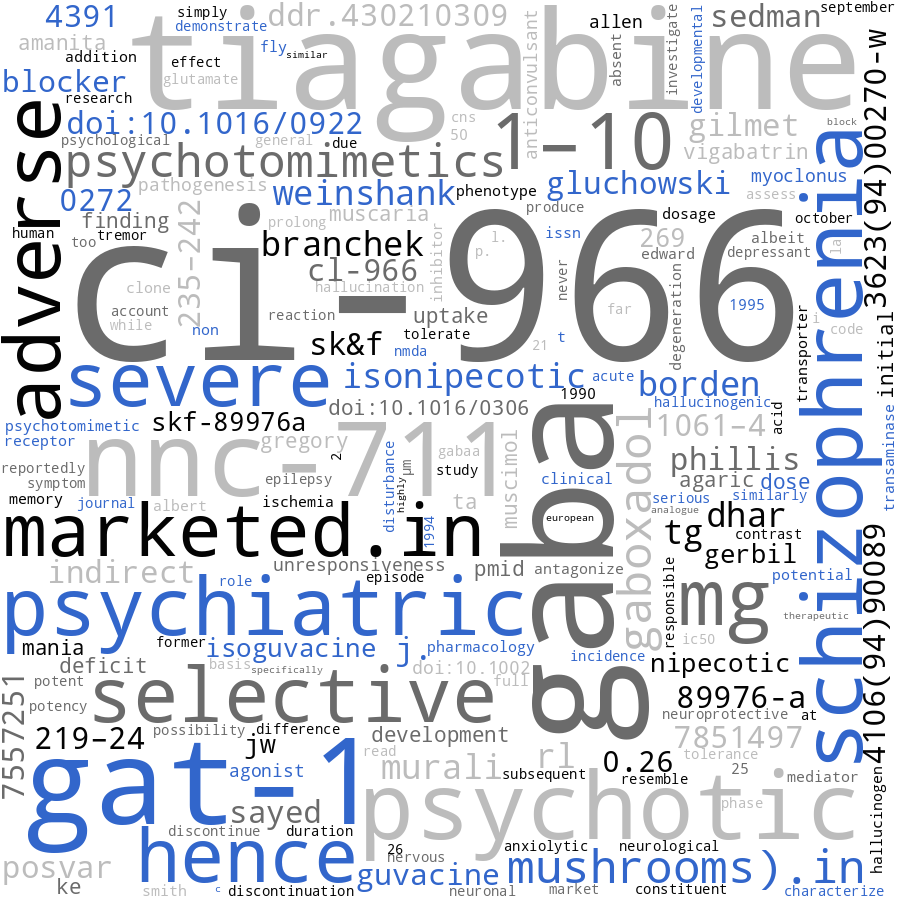 4391
simply
demonstrate
ddr.430210309
allen
sedman
september
amanita
addition
effect
fly
similar
tiagabine
anticonvulsant
absent
investigate
developmental
blocker
glutamate
research
doi:10.1016/0922
cns
50
1-10
gilmet
block
psychological
general
due
psychotomimetics
vigabatrin
adverse
pathogenesis
weinshank
phenotype
gluchowski
myoclonus
assess
0272
finding
235-242
prolong
muscaria
produce
dosage
october
3623(94)00270-w
human
too
tremor
branchek
inhibitor
l.
p.
issn
269
edward
albeit
depressant
la
clone
cl-966
hallucination
never
degeneration
ci-966
account
while
non
reaction
uptake
far
1995
transporter
i
code
initial
sk&f
tolerate
nmda
21
t
schizophrenia
severe
isonipecotic
acute
borden
1990
hallucinogenic
acid
transaminase
skf-89976a
doi:10.1016/0306
psychotomimetic
receptor
gregory
2.
nnc-711
gaba
gaboxadol
1061-4
phillis
reportedly
symptom
epilepsy
disturbance
highly
μm
gabaa
study
muscimol
clinical
agaric
dose
serious
similarly
memory
journal
albert
ischemia
1994
ta
european
analogue
marketed.in
tg
dhar
contrast
gerbil
indirect
unresponsiveness
episode
pmid
antagonize
responsible
mg
potential
4106(94)90089
psychiatric
role
therapeutic
mania
former
isoguvacine
j.
pharmacology
ic50
deficit
basis
specifically
doi:10.1002
incidence
nipecotic
7557251
potent
potency
selective
full
89976-a
neuroprotective
at
219-24
possibility
difference
jw
development
7851497
tolerance
gat-1
agonist
read
murali
subsequent
rl
0.26
resemble
25
mediator
sayed
psychotic
phase
hallucinogen
discontinue
duration
hence
26
nervous
anxiolytic
neurological
posvar
ke
guvacine
mushrooms).in
smith
c
discontinuation
neuronal
market
constituent
characterize